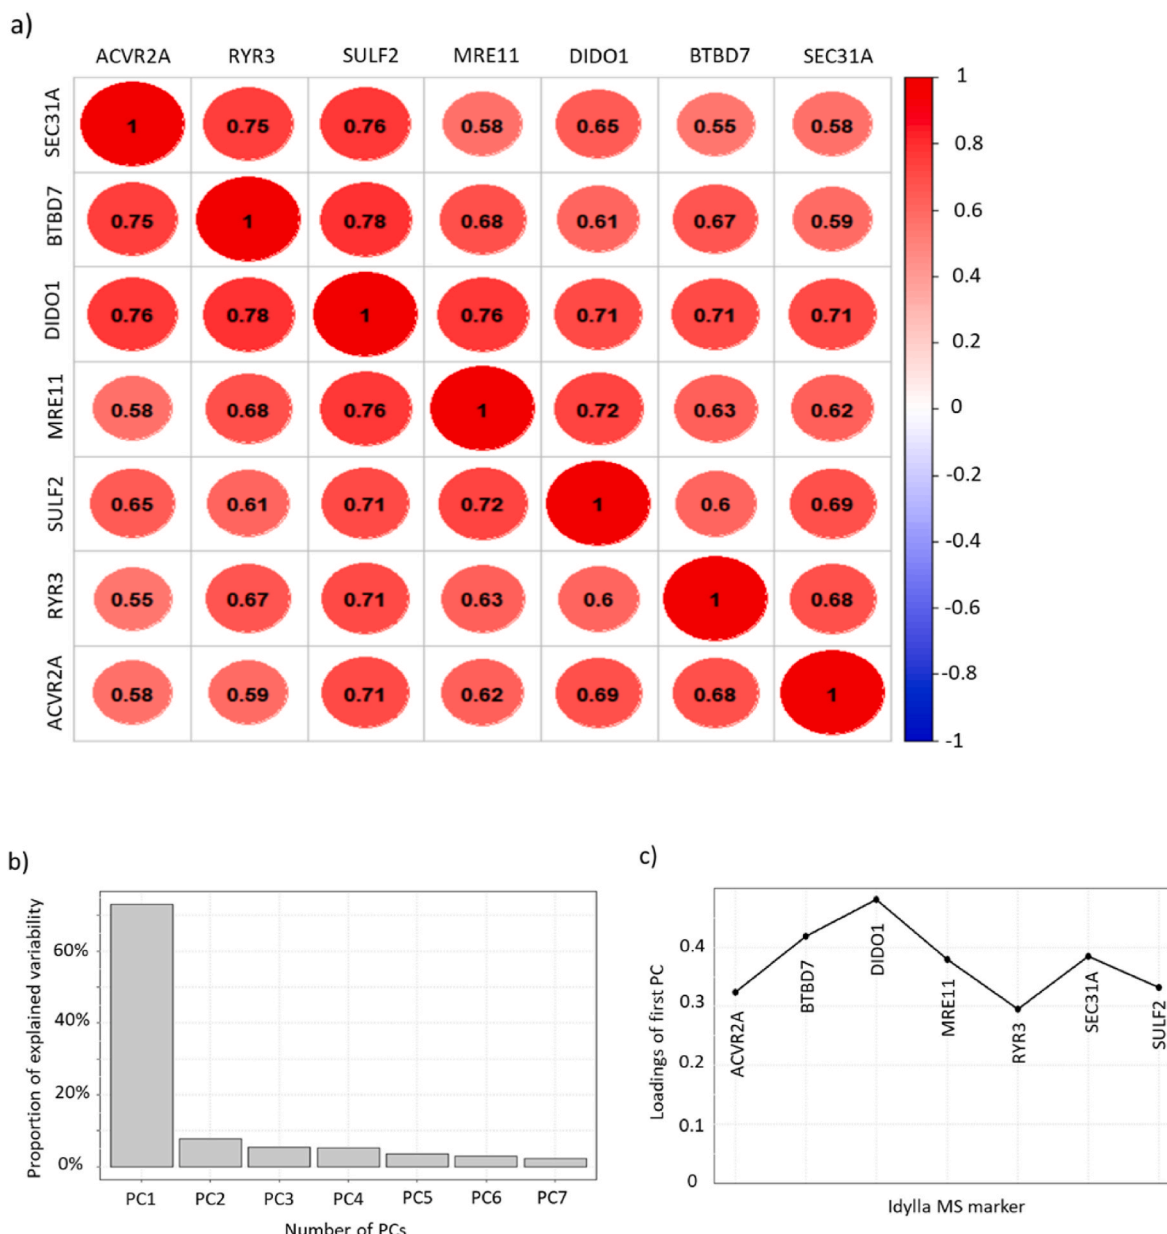 a)
ACVR2A RYR3 SULF2 MRE11 DIDO1 BTBD7 SEC31A
SEC31A 1 0.75 0.76 0.58 0.65 0.55 0.58
BTBD7 0.75 1 0.78 0.68 0.61 0.67 0.59
DIDO1 0.76 0.78 1 0.76 0.71 0.71 0.71
MRE11 0.58 0.68 0.76 1 0.72 0.63 0.62
SULF2 0.65 0.61 0.71 0.72 1 0.6 0.69
RYR3 0.55 0.67 0.71 0.63 0.6 1 0.68
ACVR2A 0.58 0.59 0.71 0.62 0.69 0.68 1
1
0.8
0.6
0.4
0.2
0
-0.2
-0.4
-0.6
-0.8
-1
b)
Proportion of explained variability
60%
40%
20%
0%
PC1 PC2 PC3 PC4 PC5 PC6 PC7
Number of PCs
c)
Loadings of first PC
0.4
0.3
0.2
0.1
0
ACVR2A
BTBD7
DIDO1
MRE11
RYR3
SEC31A
SULF2
Idylla MS marker